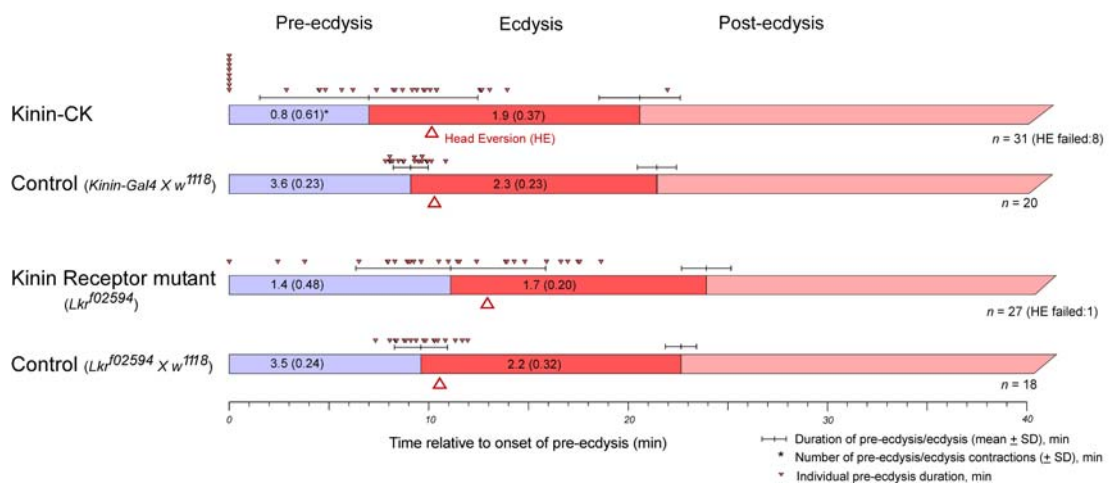 Pre-ecdysis Ecdysis Post-ecdysis
Kinin-CK
0.8 (0.61)* 1.9 (0.37)
Head Eversion (HE)
n = 31 (HE failed:8)
Control (Kinin-Gal4 X w1118)
3.6 (0.23) 2.3 (0.23)
n = 20
Kinin Receptor mutant
(Lkrf02594)
1.4 (0.48) 1.7 (0.20)
n = 27 (HE failed:1)
Control (Lkrf02594 X w1118)
3.5 (0.24) 2.2 (0.32)
n = 18
0 10 20 30 40
Time relative to onset of pre-ecdysis (min)
Duration of pre-ecdysis/ecdysis (mean ± SD), min
* Number of pre-ecdysis/ecdysis contractions (± SD), min
Individual pre-ecdysis duration, min